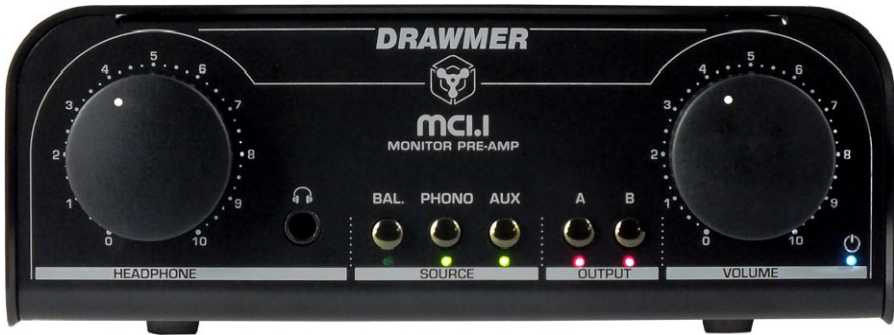 DRAWMER
MC1.1
MONITOR PRE-AMP
0 1 2 3 4 5 6 7 8 9 10
BAL. PHONO AUX
A B
0 1 2 3 4 5 6 7 8 9 10
HEADPHONE
SOURCE
OUTPUT
VOLUME